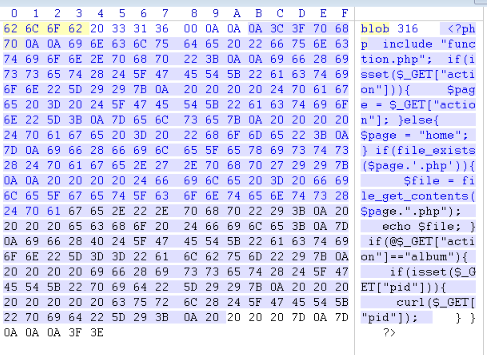 0 1 2 3 4 5 6 7 8 9 A B C D E F
62 6C 6F 62 20 33 31 36 00 0A 0A 0A 3C 3F 70 68 blob 316 <?ph
70 0A 0A 69 6E 63 6C 75 64 65 20 22 66 75 6E 63 p include "func
74 69 6F 6E 2E 70 68 70 22 3B 0A 0A 69 66 28 69 tion.php"; if(i
73 73 65 74 28 24 5F 47 45 54 5B 22 61 63 74 69 sset($_GET["acti
6F 6E 22 5D 29 29 7B 0A 20 20 20 20 24 70 61 67 on"])){ $pag
65 20 3D 20 24 5F 47 45 54 5B 22 61 63 74 69 6F e = $_GET["actio
6E 22 5D 3B 0A 7D 65 6C 73 65 7B 0A 20 20 20 20 n"]; }else{
24 70 61 67 65 20 3D 20 22 68 6F 6D 65 22 3B 0A $page = "home";
7D 0A 69 66 28 66 69 6C 65 5F 65 78 69 73 74 73 } if(file_exists
28 24 70 61 67 65 2E 27 2E 70 68 70 27 29 29 7B ($page.'.php')){
0A 0A 20 20 20 20 24 66 69 6C 65 20 3D 20 66 69 $file = fi
6C 65 5F 67 65 74 5F 63 6F 6E 74 65 6E 74 73 28 le_get_contents(
24 70 61 67 65 2E 22 2E 70 68 70 22 29 3B 0A 20 $page.".php");
20 20 20 65 63 68 6F 20 24 66 69 6C 65 3B 0A 7D echo $file; }
0A 69 66 28 40 24 5F 47 45 54 5B 22 61 63 74 69 if(@$_GET["acti
6F 6E 22 5D 3D 3D 22 61 6C 62 75 6D 22 29 7B 0A on"]=="album"){
20 20 20 20 69 66 28 69 73 73 65 74 28 24 5F 47 if(isset($_G
45 54 5B 22 70 69 64 22 5D 29 29 7B 0A 20 20 20 ET["pid"])){
20 20 20 20 20 63 75 72 6C 28 24 5F 47 45 54 5B curl($_GET[
22 70 69 64 22 5D 29 3B 0A 20 20 20 20 7D 0A 7D "pid"]); } }
0A 0A 0A 3F 3E ?>